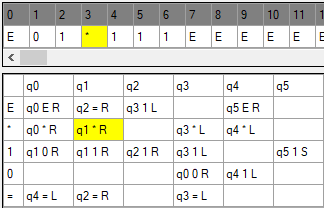 0 1 2 3 4 5 6 7 8 9 10 11
E 0 1 * 1 1 1 E E E E E
<
q0 q1 q2 q3 q4 q5
E q0 E R q2 = R q3 1 L q5 E R
* q0 * R q1 * R q3 * L q4 * L
1 q1 0 R q1 1 R q2 1 R q3 1 L q5 1 S
0 q0 0 R q4 1 L
= q4 = L q2 = R q3 = L